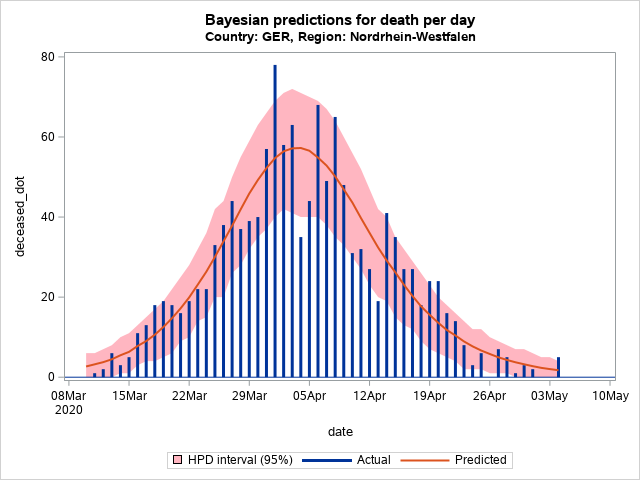 Bayesian predictions for death per day
Country: GER, Region: Nordrhein-Westfalen
deceased_dot
80
60
40
20
0
08Mar 15Mar 22Mar 29Mar 05Apr 12Apr 19Apr 26Apr 03May 10May
2020
date
HPD interval (95%) Actual Predicted